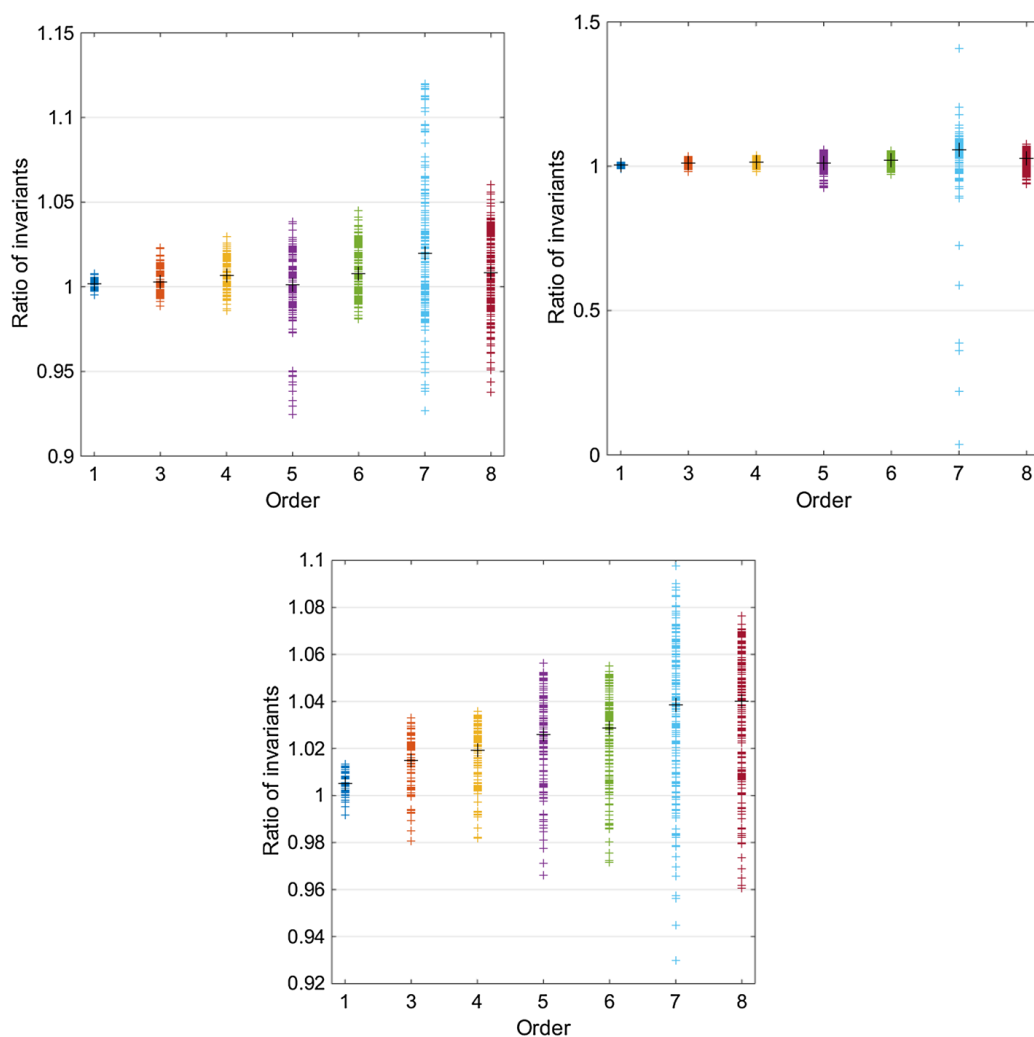 1.15
1.1
1.05
1
0.95
0.9
Ratio of invariants
1 3 4 5 6 7 8
Order
1.5
1
0.5
0
Ratio of invariants
1 3 4 5 6 7 8
Order
1.1
1.08
1.06
1.04
1.02
1
0.98
0.96
0.94
0.92
Ratio of invariants
1 3 4 5 6 7 8
Order